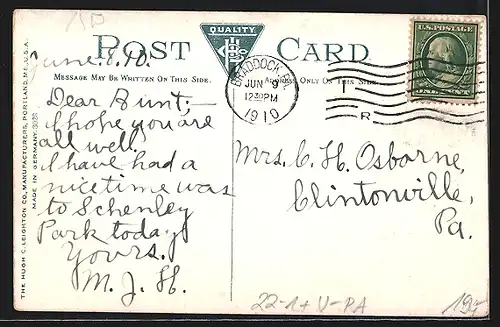 POST CARD
QUALITY
MESSAGE MAY BE WRITTEN ON THIS SIDE.
ADDRESS ONLY ON THIS SIDE
THE HUGH C. LEIGHTON CO., MANUFACTURERS, PORTLAND, ME., U.S.A.
MADE IN GERMANY.
June. 8. 10.
Dear Aunt;–
I hope you are
all well.
I have had a
nice time was
to Schenley
Park today
Yours.
M. J. H.
BRADDOCK, PA.
JUN 9
12 30 PM
1910
I
R
U.S. POSTAGE
ONE CENT
Mrs. C. H. Osborne,
Clintonville,
Pa.
22-1+ V-PA